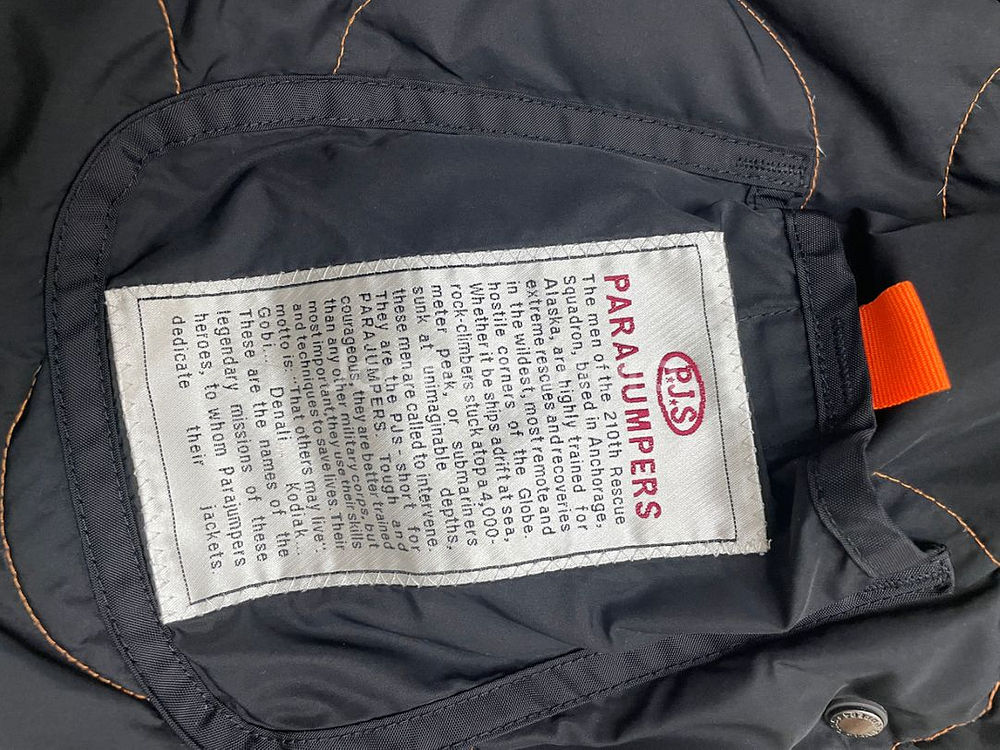 P.J.S
PARAJUMPERS
The men of the 210th Rescue
Squadron, based in Anchorage,
Alaska, are highly trained for
extreme rescues and recoveries
in the wildest, most remote and
hostile corners of the Globe.
Whether it be ships adrift at sea,
rock-climbers stuck atop a 4,000-
meter peak, or submariners
sunk at unimaginable depths,
these men are called to intervene.
They are the PJs - short for
PARAJUMPERS. Tough and
courageous, they are better trained
than any other military corps, but
most important, they use their skills
and techniques to save lives. Their
motto is: "That others may live":
Gobi... Denali... Kodiak...
These are the names of the
legendary missions of these
heroes, to whom Parajumpers
dedicate their jackets.